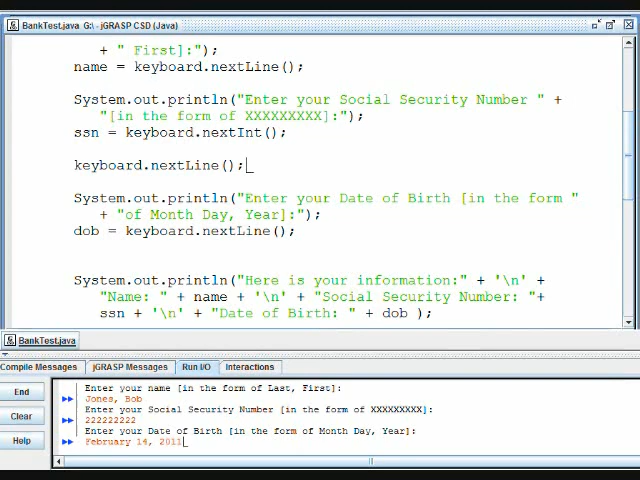 BankTest.java G:\ - jGRASP CSD (Java)
+ " First]:");
name = keyboard.nextLine();
System.out.println("Enter your Social Security Number " +
"[in the form of XXXXXXXXX]:");
ssn = keyboard.nextInt();
keyboard.nextLine();
System.out.println("Enter your Date of Birth [in the form "
+ "of Month Day, Year]:");
dob = keyboard.nextLine();
System.out.println("Here is your information:" + '\n' +
"Name: " + name + '\n' + "Social Security Number: "+
ssn + '\n' + "Date of Birth: " + dob );
BankTest.java
Compile Messages jGRASP Messages Run I/O Interactions
End
Clear
Help
Enter your name [in the form of Last, First]:
Jones, Bob
Enter your Social Security Number [in the form of XXXXXXXXX]:
222222222
Enter your Date of Birth [in the form of Month Day, Year]:
February 14, 2011